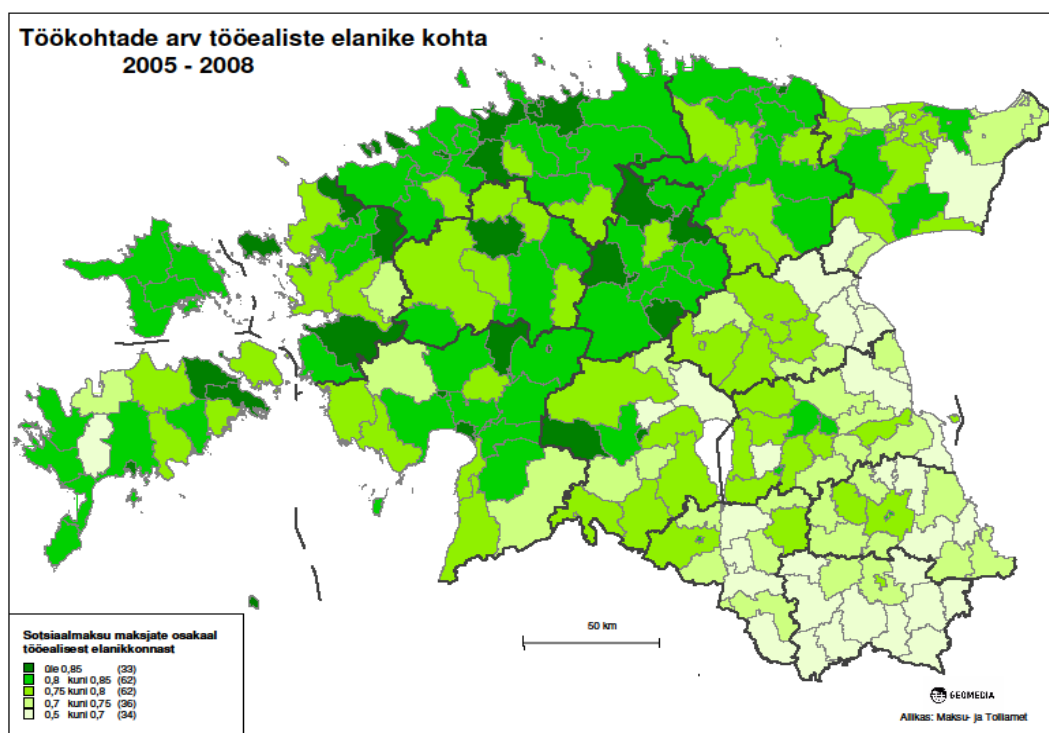 Töökohtade arv tööealiste elanike kohta
2005 - 2008
50 km
Sotsiaalmaksu maksjate osakaal
tööealisest elanikkonnast
üle 0,85 (33)
0,8 kuni 0,85 (62)
0,75 kuni 0,8 (62)
0,7 kuni 0,75 (36)
0,5 kuni 0,7 (34)
GEOMEDIA
Allikas: Maksu- ja Tolliamet